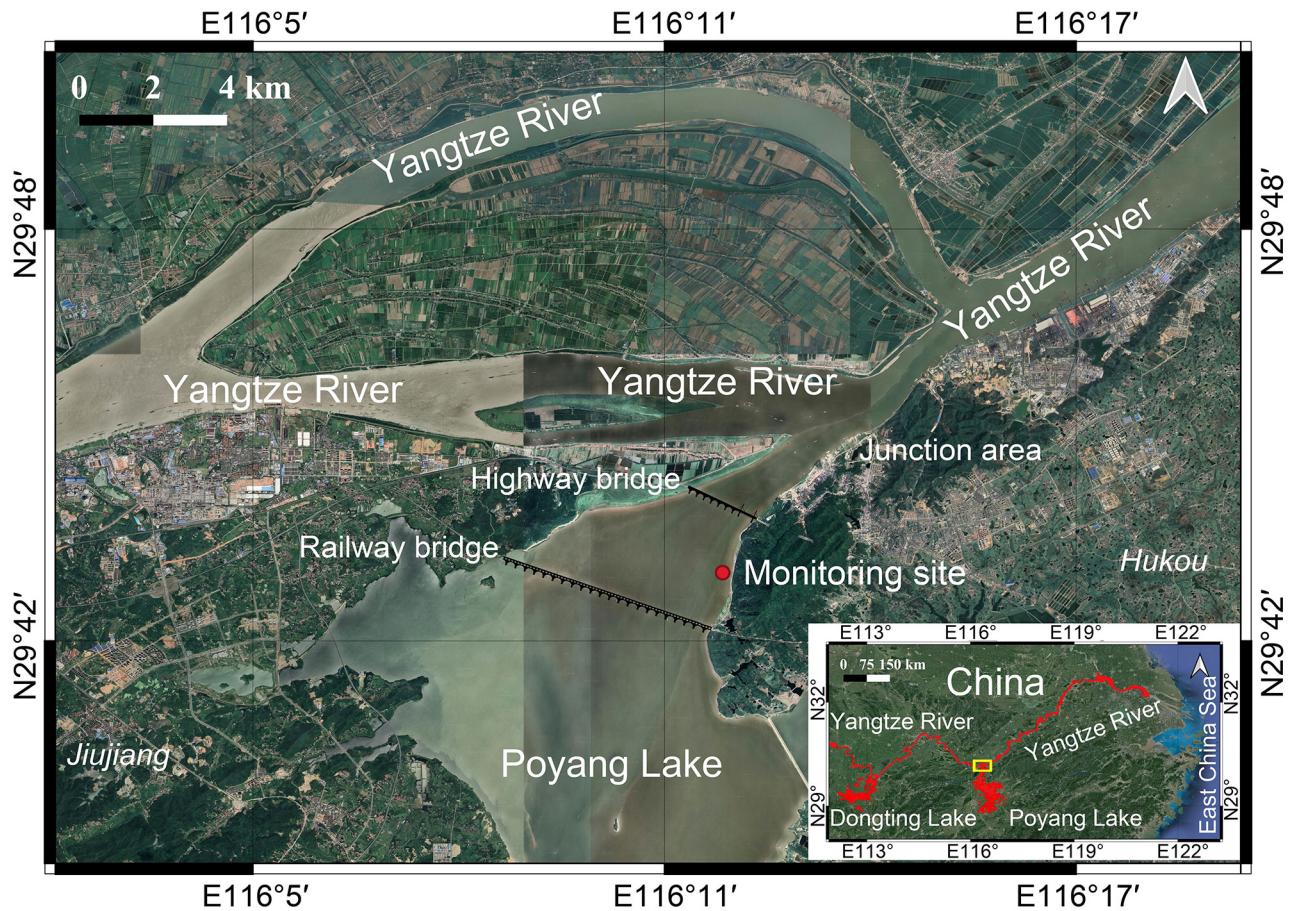 E116°5′ E116°11′ E116°17′
0 2 4 km
Yangtze River
N29°48′
N29°48′
Yangtze River
Yangtze River
Yangtze River
Junction area
Highway bridge
Railway bridge
Monitoring site
Hukou
N29°42′
N29°42′
Jiujiang
Poyang Lake
E113° E116° E119° E122°
0 75 150 km
China
N32°
N32°
Yangtze River
Yangtze River
East China Sea
N29°
N29°
Dongting Lake
Poyang Lake
E113° E116° E119° E122°
E116°5′ E116°11′ E116°17′